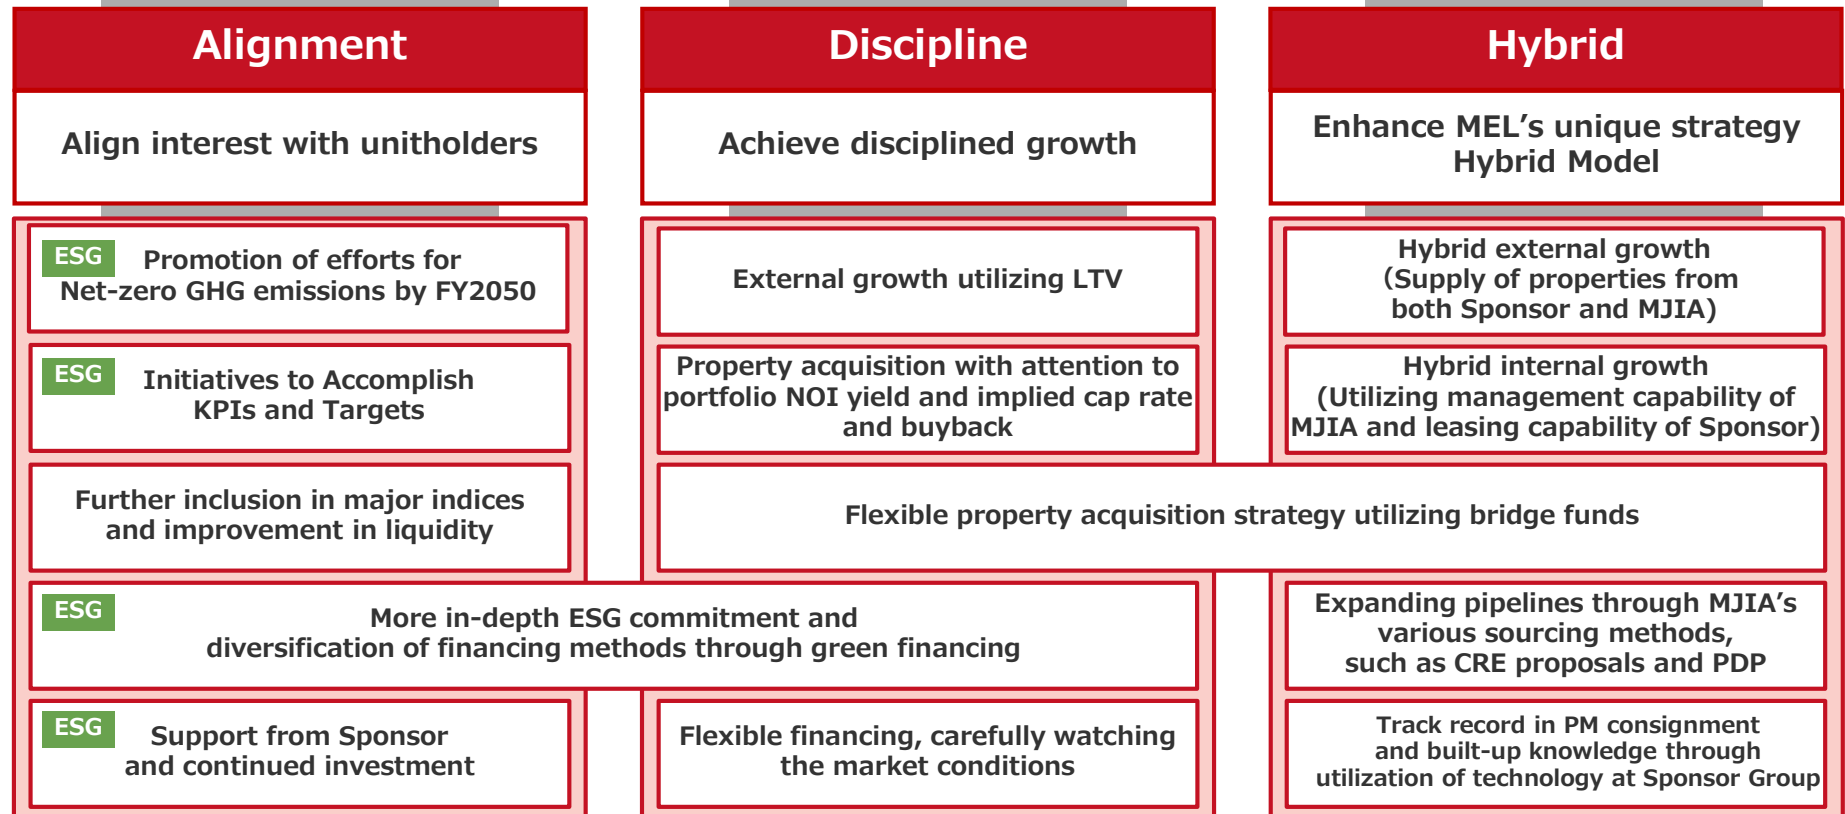 Alignment
Align interest with unitholders
ESG
Promotion of efforts for
Net-zero GHG emissions by FY2050
ESG
Initiatives to Accomplish
KPIs and Targets
Further inclusion in major indices
and improvement in liquidity
ESG
More in-depth ESG commitment and
diversification of financing methods through green financing
ESG
Support from Sponsor
and continued investment
Discipline
Achieve disciplined growth
External growth utilizing LTV
Property acquisition with attention to
portfolio NOI yield and implied cap rate
and buyback
Flexible property acquisition strategy utilizing bridge funds
Flexible financing, carefully watching
the market conditions
Hybrid
Enhance MEL’s unique strategy
Hybrid Model
Hybrid external growth
(Supply of properties from
both Sponsor and MJIA)
Hybrid internal growth
(Utilizing management capability of
MJIA and leasing capability of Sponsor)
Expanding pipelines through MJIA’s
various sourcing methods,
such as CRE proposals and PDP
Track record in PM consignment
and built-up knowledge through
utilization of technology at Sponsor Group